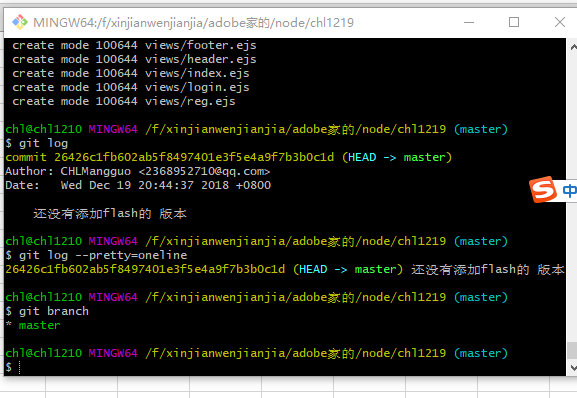 MINGW64:/f/xinjianwenjianjia/adobe家的/node/chl1219
create mode 100644 views/footer.ejs
create mode 100644 views/header.ejs
create mode 100644 views/index.ejs
create mode 100644 views/login.ejs
create mode 100644 views/reg.ejs
chl@chl1210 MINGW64 /f/xinjianwenjianjia/adobe家的/node/chl1219 (master)
$ git log
commit 26426c1fb602ab5f8497401e3f5e4a9f7b3b0c1d (HEAD -> master)
Author: CHLMangguo <2368952710@qq.com>
Date:   Wed Dec 19 20:44:37 2018 +0800
还没有添加flash的 版本
chl@chl1210 MINGW64 /f/xinjianwenjianjia/adobe家的/node/chl1219 (master)
$ git log --pretty=oneline
26426c1fb602ab5f8497401e3f5e4a9f7b3b0c1d (HEAD -> master) 还没有添加flash的 版本
chl@chl1210 MINGW64 /f/xinjianwenjianjia/adobe家的/node/chl1219 (master)
$ git branch
* master
chl@chl1210 MINGW64 /f/xinjianwenjianjia/adobe家的/node/chl1219 (master)
$
S 中